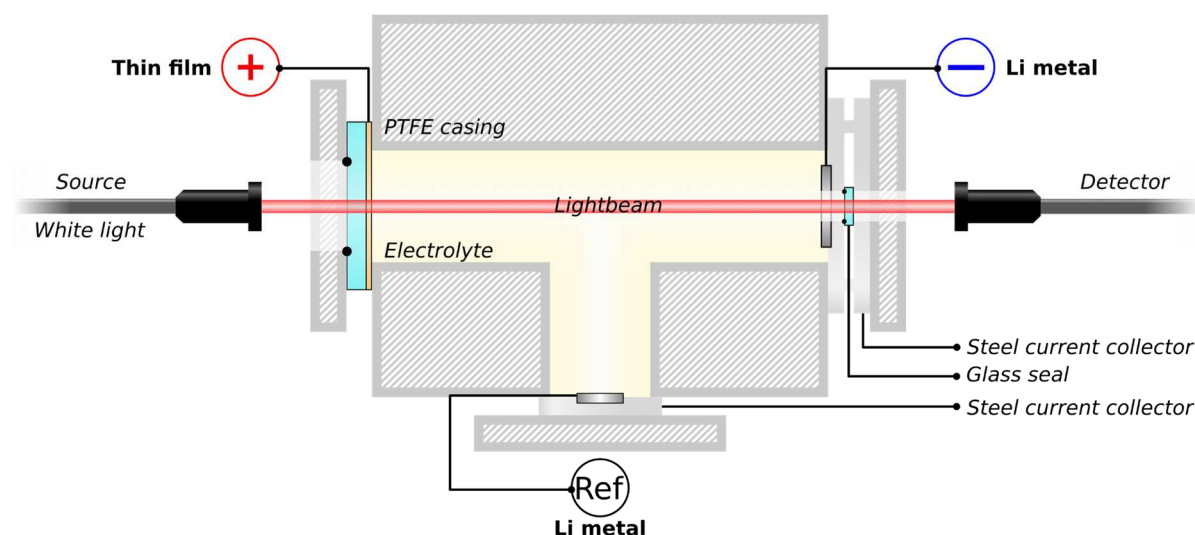 Thin film
+
−
Li metal
PTFE casing
Source
White light
Lightbeam
Detector
Electrolyte
Steel current collector
Glass seal
Steel current collector
Ref
Li metal